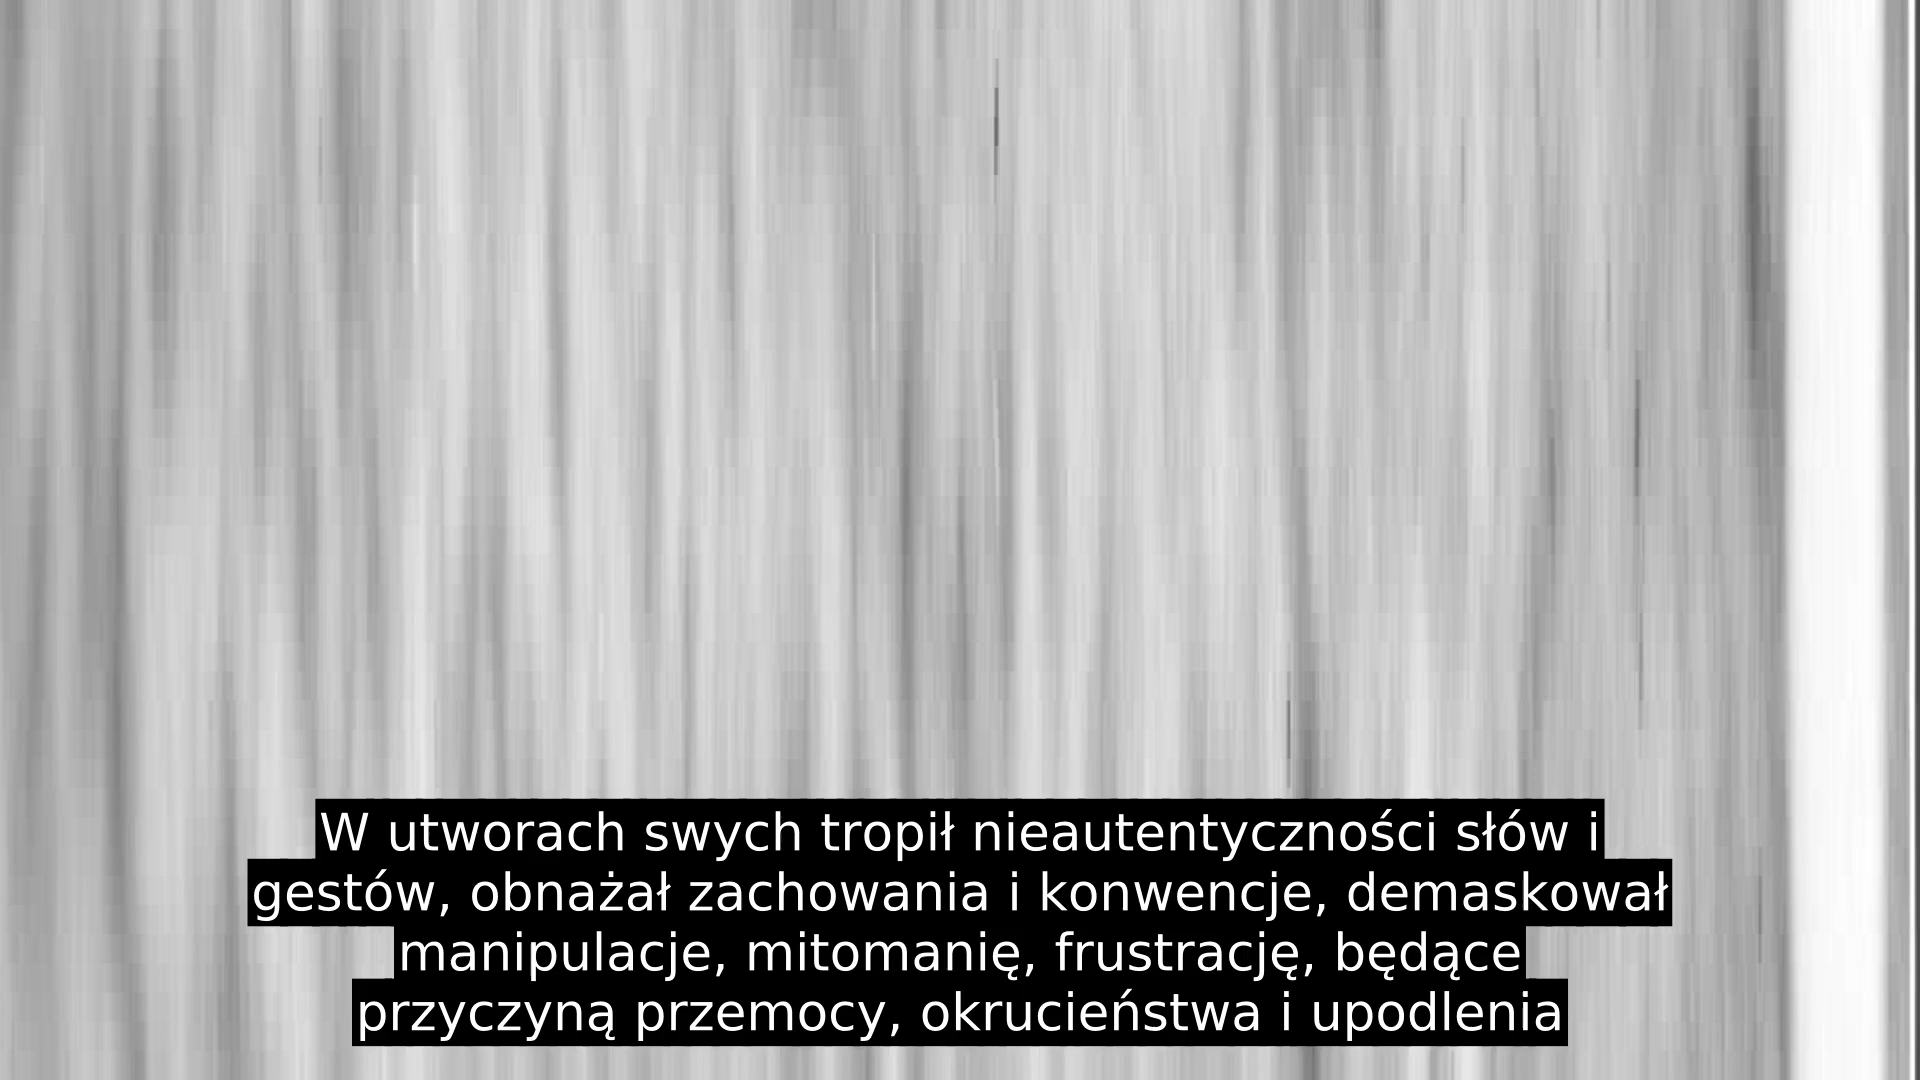 W utworach swych tropił nieautentyczności słów i
gestów, obnażał zachowania i konwencje, demaskował
manipulacje, mitomanię, frustrację, będące
przyczyną przemocy, okrucieństwa i upodlenia